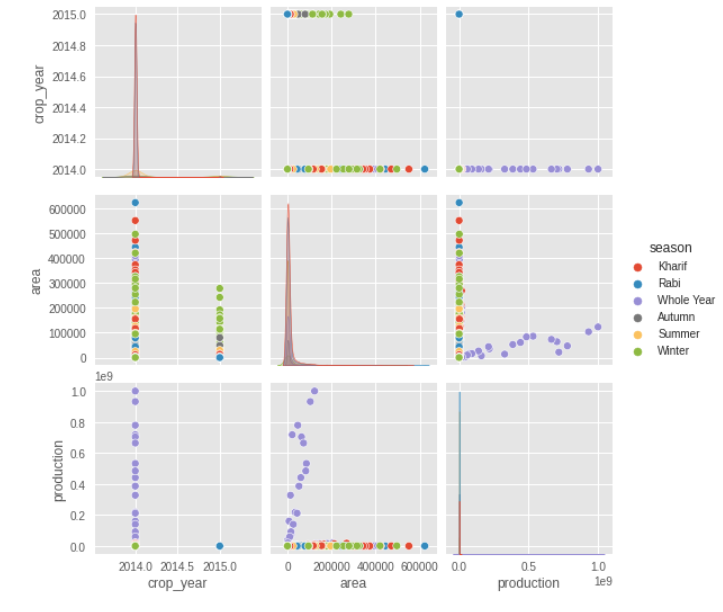 2015.0
2014.8
2014.6
2014.4
2014.2
2014.0
crop_year
600000
500000
400000
300000
200000
100000
0
area
season
Kharif
Rabi
Whole Year
Autumn
Summer
Winter
1e9
1.0
0.8
0.6
0.4
0.2
0.0
production
2014.0 2014.5 2015.0
crop_year
0 200000 400000 600000
area
0.0 0.5 1.0
1e9
production